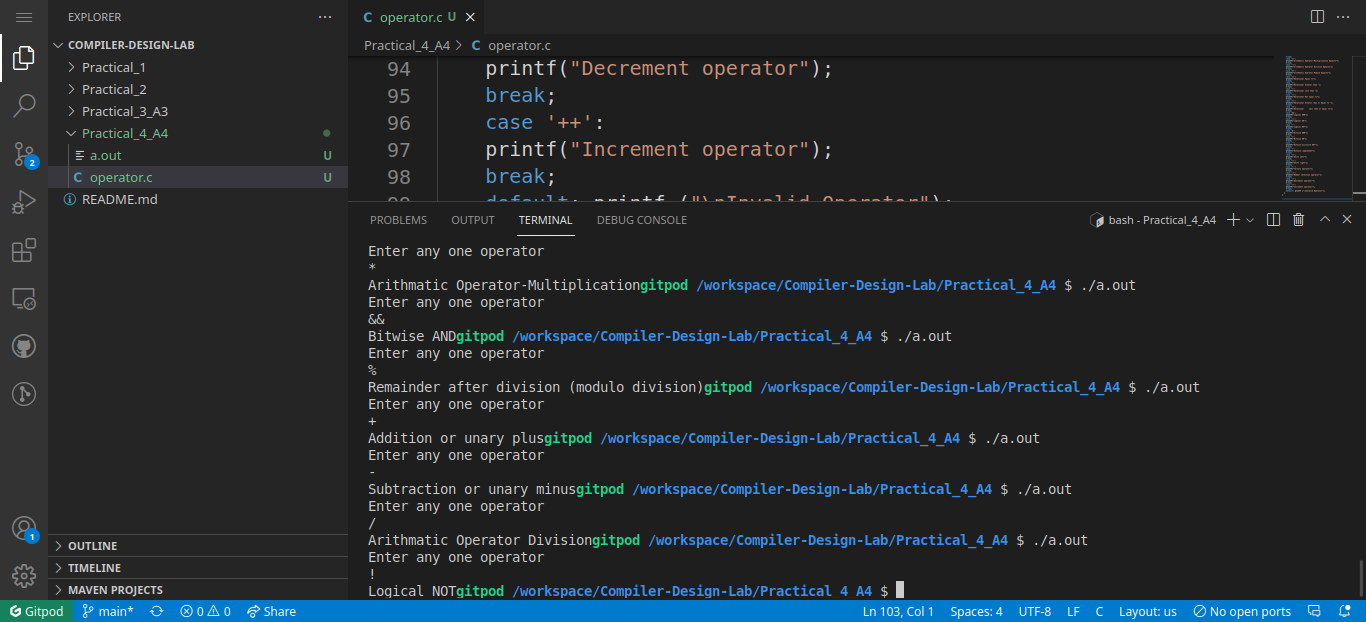 EXPLORER
COMPILER-DESIGN-LAB
Practical_1
Practical_2
Practical_3_A3
Practical_4_A4
a.out U
C operator.c U
README.md
OUTLINE
TIMELINE
MAVEN PROJECTS
C operator.c U
Practical_4_A4 > C operator.c
94 printf("Decrement operator");
95 break;
96 case '++':
97 printf("Increment operator");
98 break;
99 default: printf ("\nInvalid Operator");
PROBLEMS OUTPUT TERMINAL DEBUG CONSOLE bash - Practical_4_A4
Enter any one operator
*
Arithmatic Operator-Multiplicationgitpod /workspace/Compiler-Design-Lab/Practical_4_A4 $ ./a.out
Enter any one operator
&&
Bitwise ANDgitpod /workspace/Compiler-Design-Lab/Practical_4_A4 $ ./a.out
Enter any one operator
%
Remainder after division (modulo division)gitpod /workspace/Compiler-Design-Lab/Practical_4_A4 $ ./a.out
Enter any one operator
+
Addition or unary plusgitpod /workspace/Compiler-Design-Lab/Practical_4_A4 $ ./a.out
Enter any one operator
-
Subtraction or unary minusgitpod /workspace/Compiler-Design-Lab/Practical_4_A4 $ ./a.out
Enter any one operator
/
Arithmatic Operator Divisiongitpod /workspace/Compiler-Design-Lab/Practical_4_A4 $ ./a.out
Enter any one operator
!
Logical NOTgitpod /workspace/Compiler-Design-Lab/Practical_4_A4 $
2
1
Gitpod main* 0 0 Share Ln 103, Col 1 Spaces: 4 UTF-8 LF C Layout: us No open ports